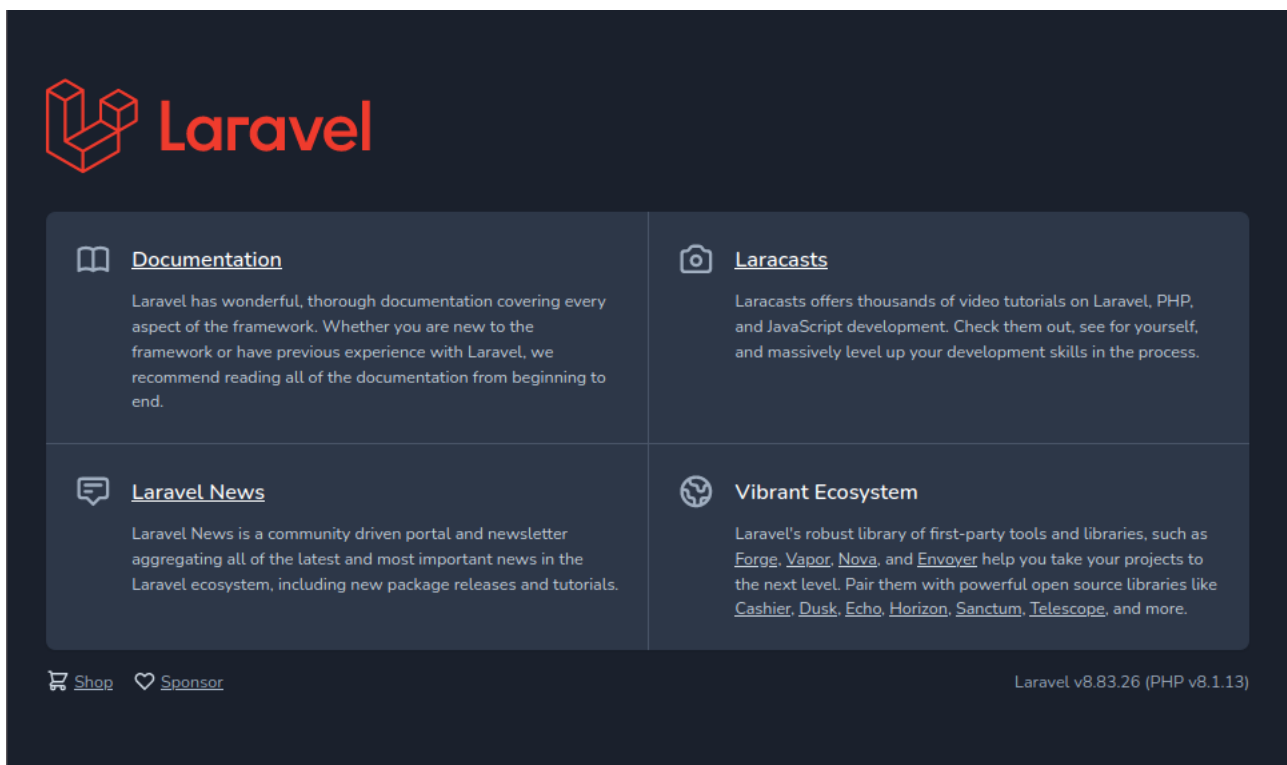 Laravel
Documentation
Laravel has wonderful, thorough documentation covering every
aspect of the framework. Whether you are new to the
framework or have previous experience with Laravel, we
recommend reading all of the documentation from beginning to
end.
Laracasts
Laracasts offers thousands of video tutorials on Laravel, PHP,
and JavaScript development. Check them out, see for yourself,
and massively level up your development skills in the process.
Laravel News
Laravel News is a community driven portal and newsletter
aggregating all of the latest and most important news in the
Laravel ecosystem, including new package releases and tutorials.
Vibrant Ecosystem
Laravel's robust library of first-party tools and libraries, such as
Forge, Vapor, Nova, and Envoyer help you take your projects to
the next level. Pair them with powerful open source libraries like
Cashier, Dusk, Echo, Horizon, Sanctum, Telescope, and more.
Shop Sponsor
Laravel v8.83.26 (PHP v8.1.13)